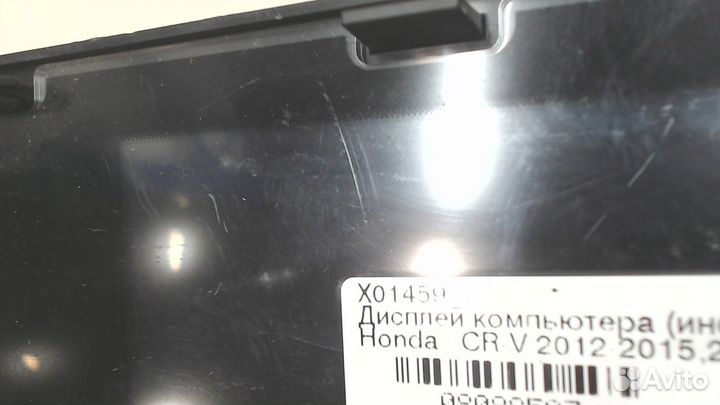 X01459
Дисплей компьютера (ин
Honda CR-V 2012-2015,2
Avito